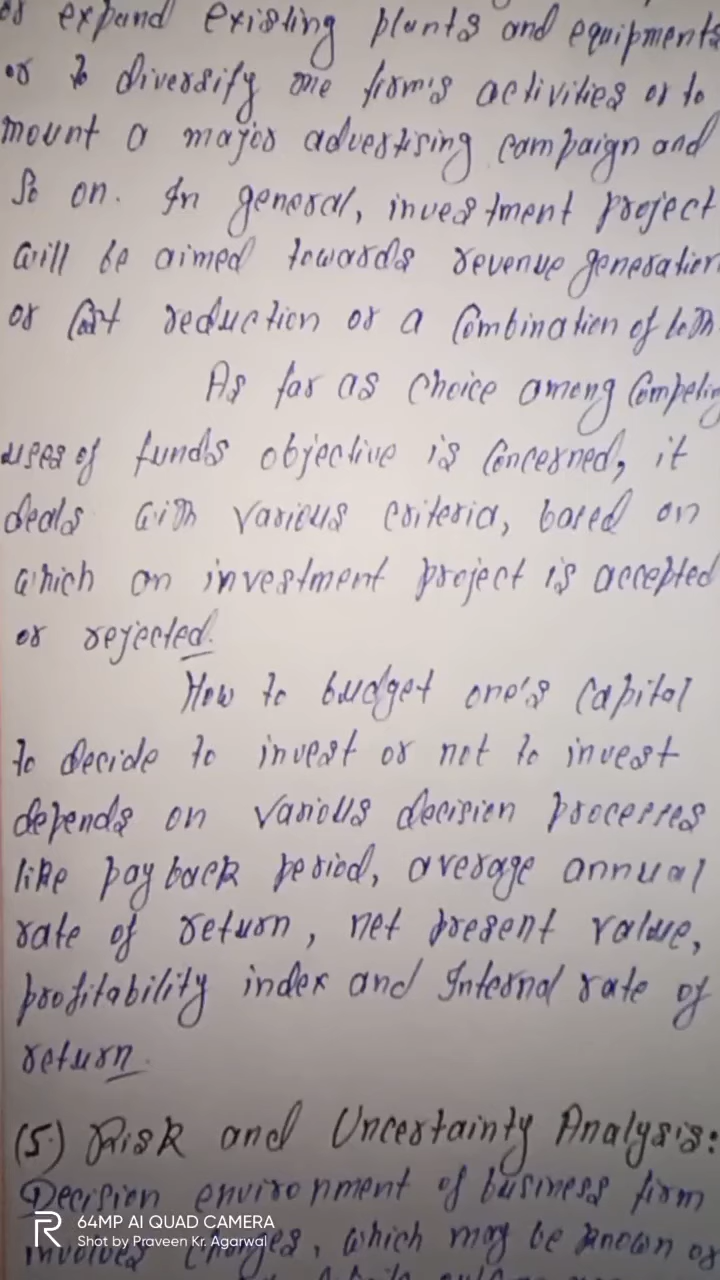 or expand existing plants and equipments
or to diversify one firm's activities or to
mount a major advertising campaign and
so on. In general, investment project
will be aimed towards revenue generation
or cost reduction or a combination of both
As far as choice among Competing
uses of funds objective is Concerned, it
deals with various criteria, based on
which an investment project is accepted
or rejected.
How to budget one's Capital
to decide to invest or not to invest
depends on various decision processes
like pay back period, average annual
rate of return, net present value,
profitability index and Internal rate of
return.
(5.) Risk and Uncertainty Analysis:
Decision environment of business firm
involves changes, which may be known or
R
64MP AI QUAD CAMERA
Shot by Praveen Kr. Agarwal